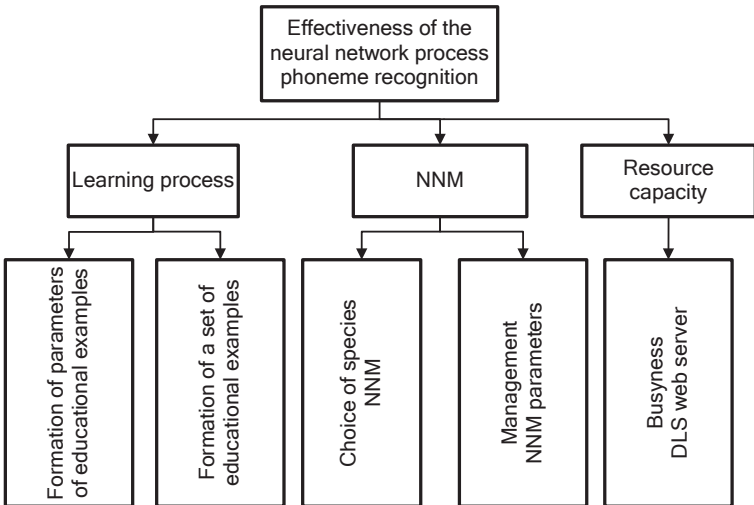 Effectiveness of the
neural network process
phoneme recognition
Learning process
NNM
Resource
capacity
Formation of parameters
of educational examples
Formation of a set of
educational examples
Choice of species
NNM
Management
NNM parameters
Busyness
DLS web server